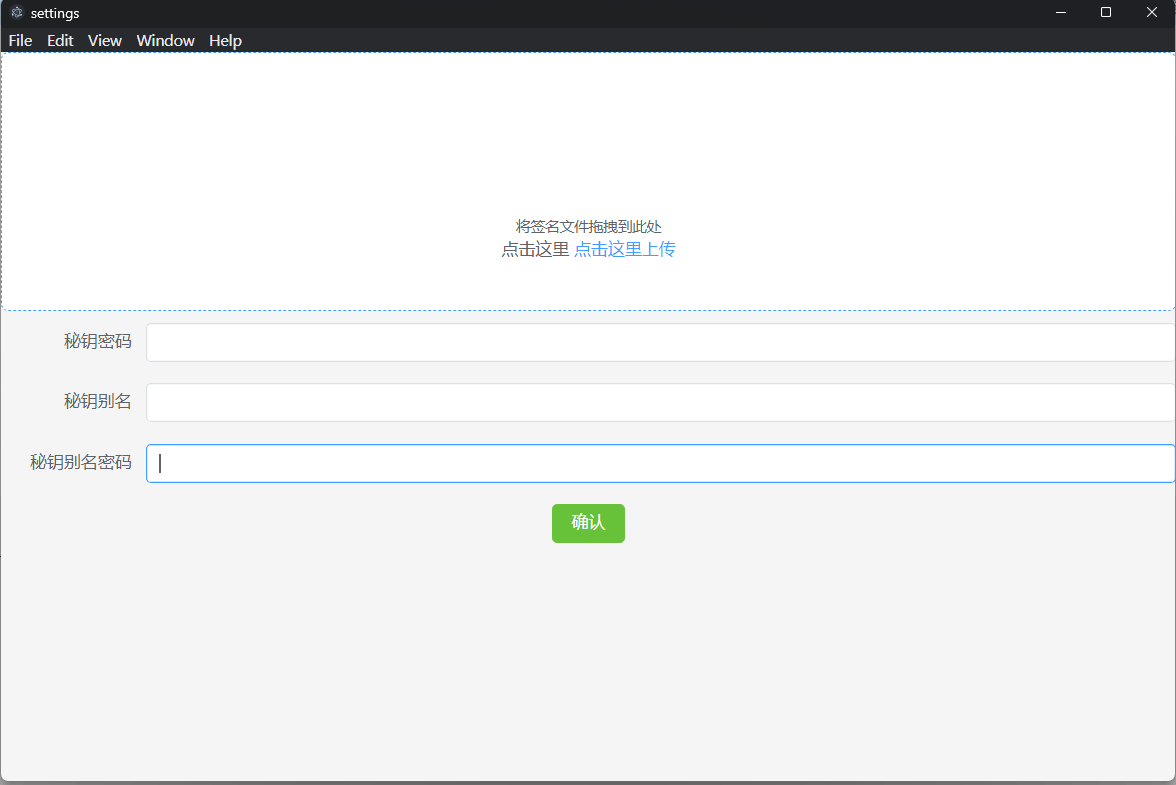 settings
File Edit View Window Help
将签名文件拖拽到此处
点击这里 点击这里上传
秘钥密码
秘钥别名
秘钥别名密码
确认